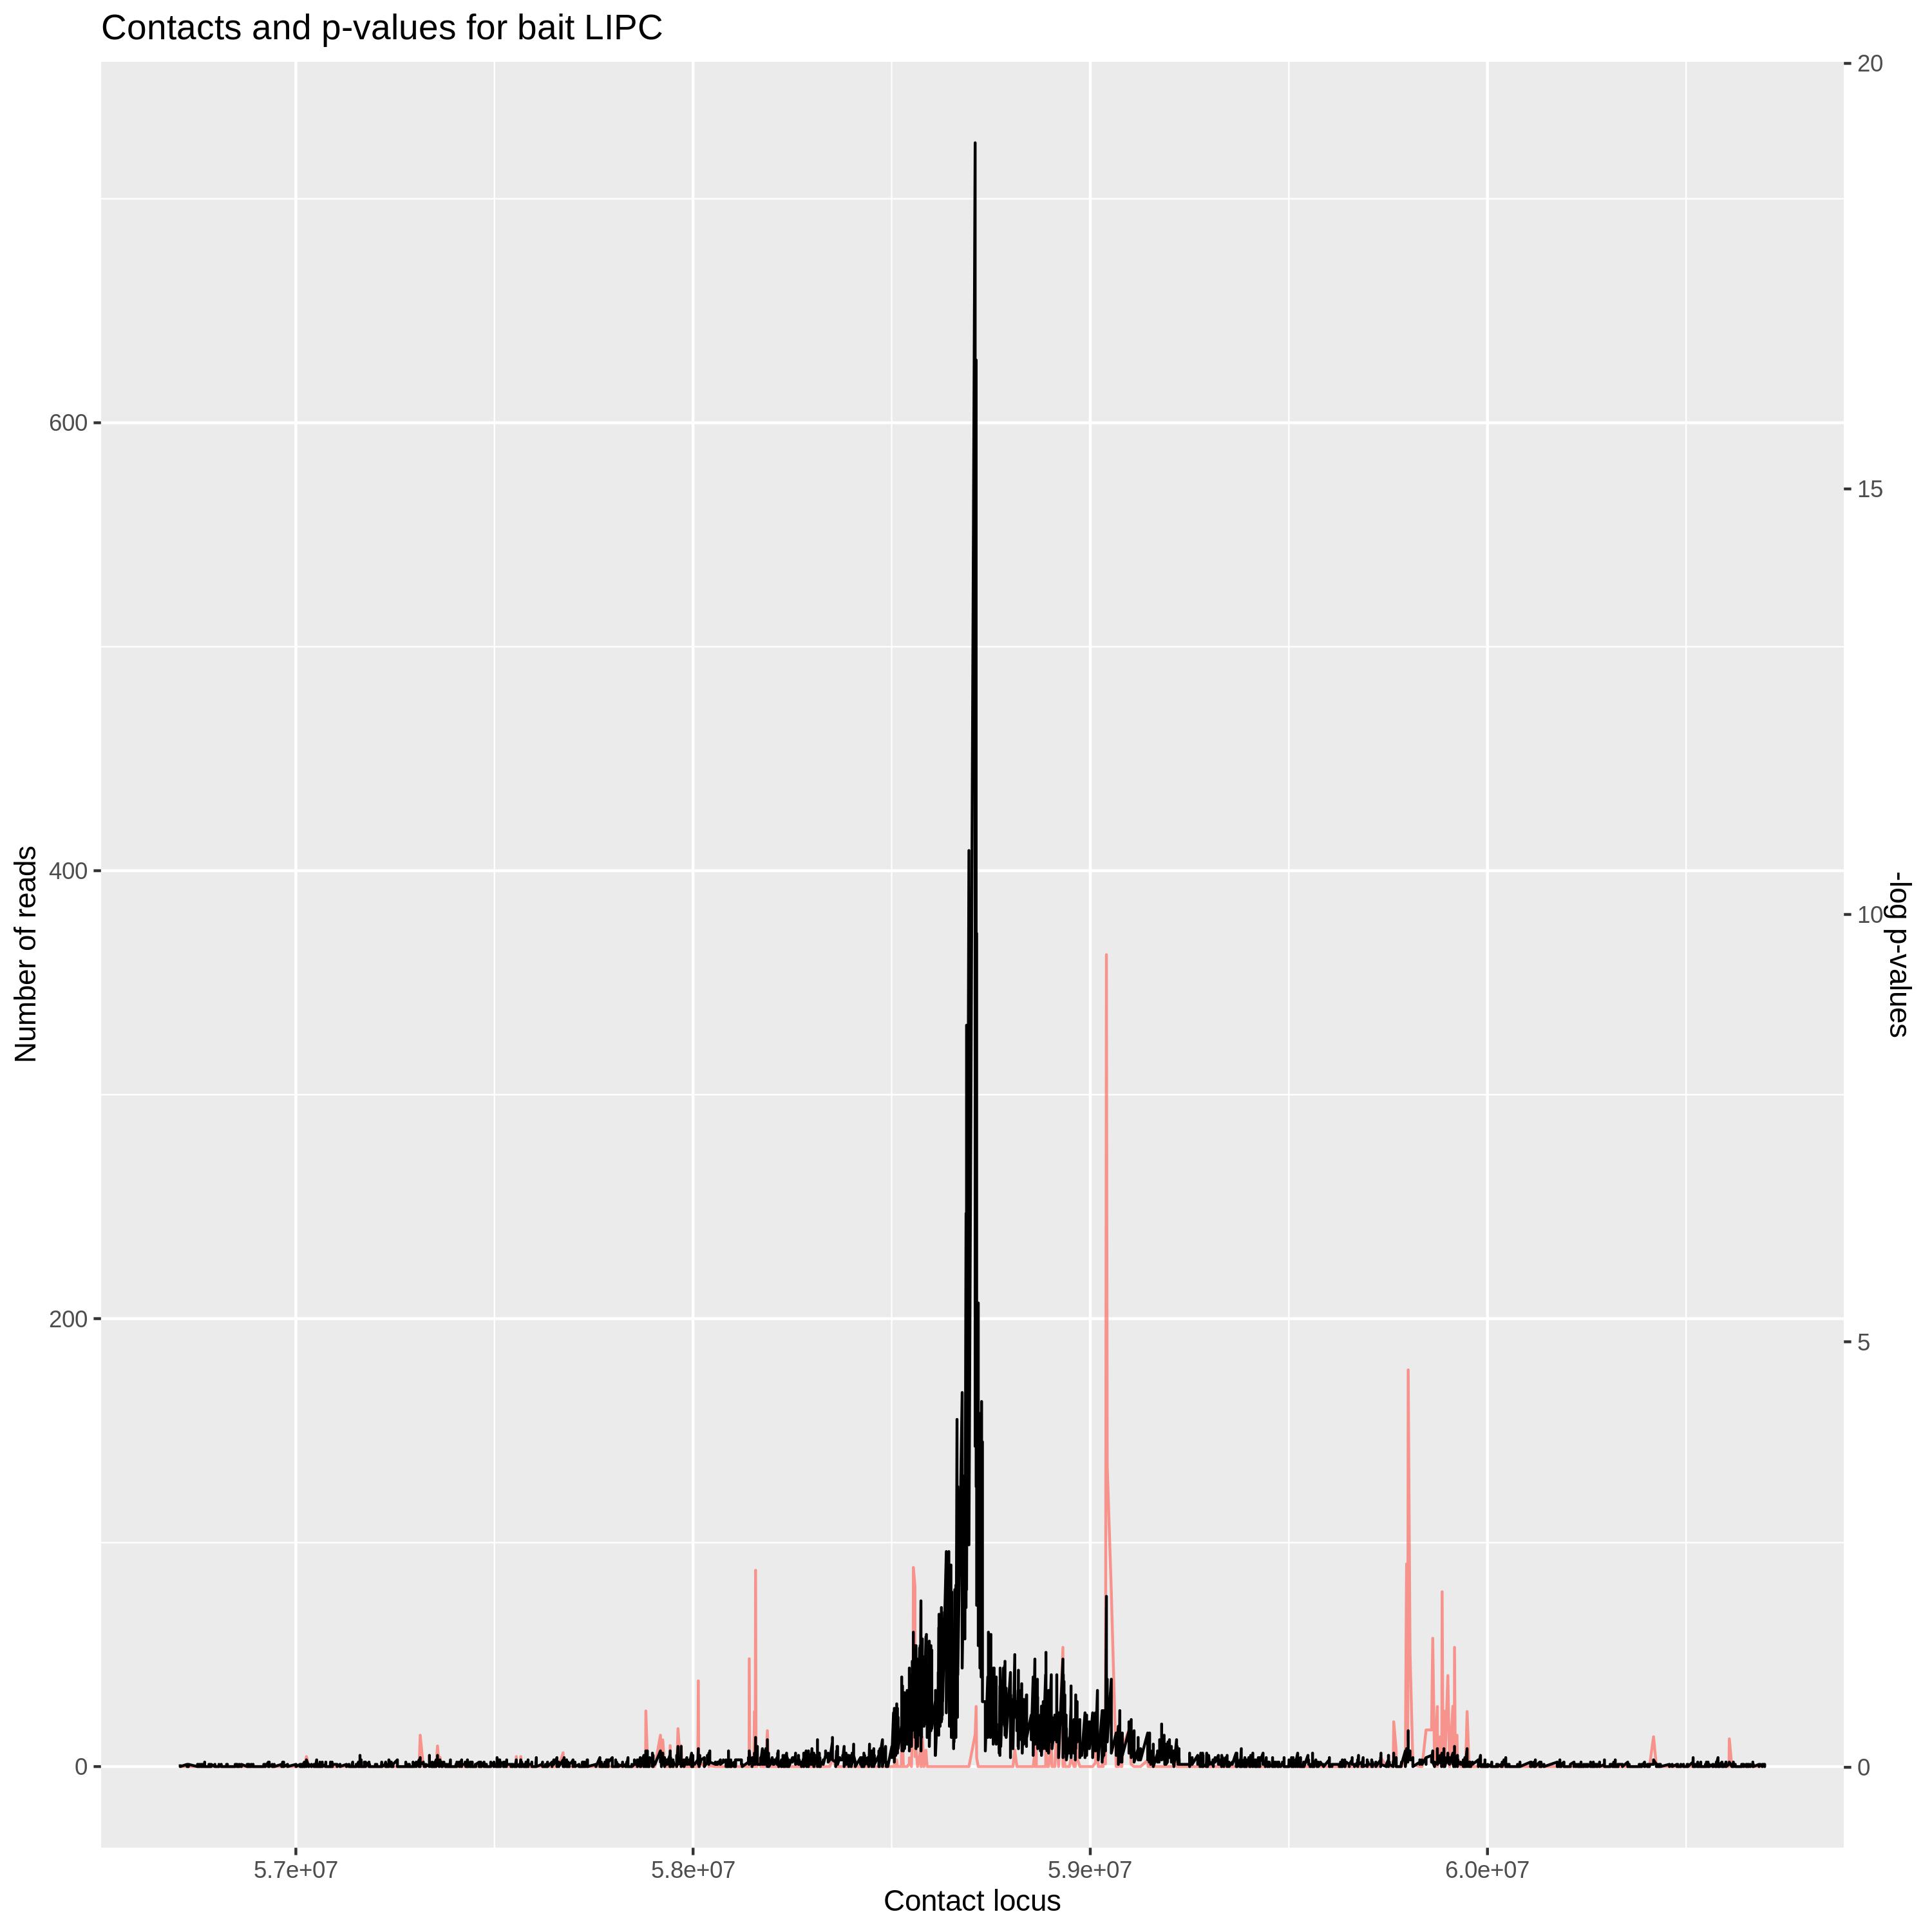 Contacts and p-values for bait LIPC
20
15
10
5
0
-log p-values
600
400
200
0
Number of reads
5.7e+07 5.8e+07 5.9e+07 6.0e+07
Contact locus